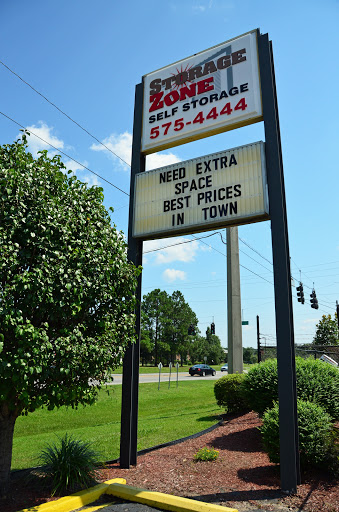 STORAGE
ZONE
SELF STORAGE
575-4444
NEED EXTRA
SPACE
BEST PRICES
IN TOWN